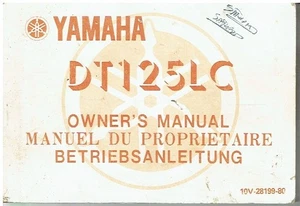 YAMAHA
DT125LC
OWNER'S MANUAL
MANUEL DU PROPRIETAIRE
BETRIEBSANLEITUNG
10V-28199-80